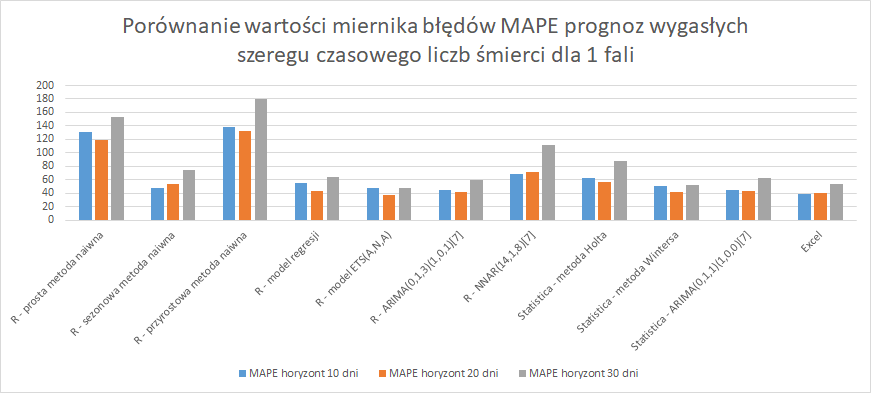 Porównanie wartości miernika błędów MAPE prognoz wygasłych
szeregu czasowego liczb śmierci dla 1 fali
200
180
160
140
120
100
80
60
40
20
0
R - prosta metoda naiwna
R - sezonowa metoda naiwna
R - przyrostowa metoda naiwna
R - model regresji
R - model ETS(A,N,A)
R - ARIMA(0,1,3)(1,0,1)[7]
R - NNAR(14,1,8)[7]
Statistica - metoda Holta
Statistica - metoda Wintersa
Statistica - ARIMA(0,1,1)(1,0,0)[7]
Excel
MAPE horyzont 10 dni
MAPE horyzont 20 dni
MAPE horyzont 30 dni